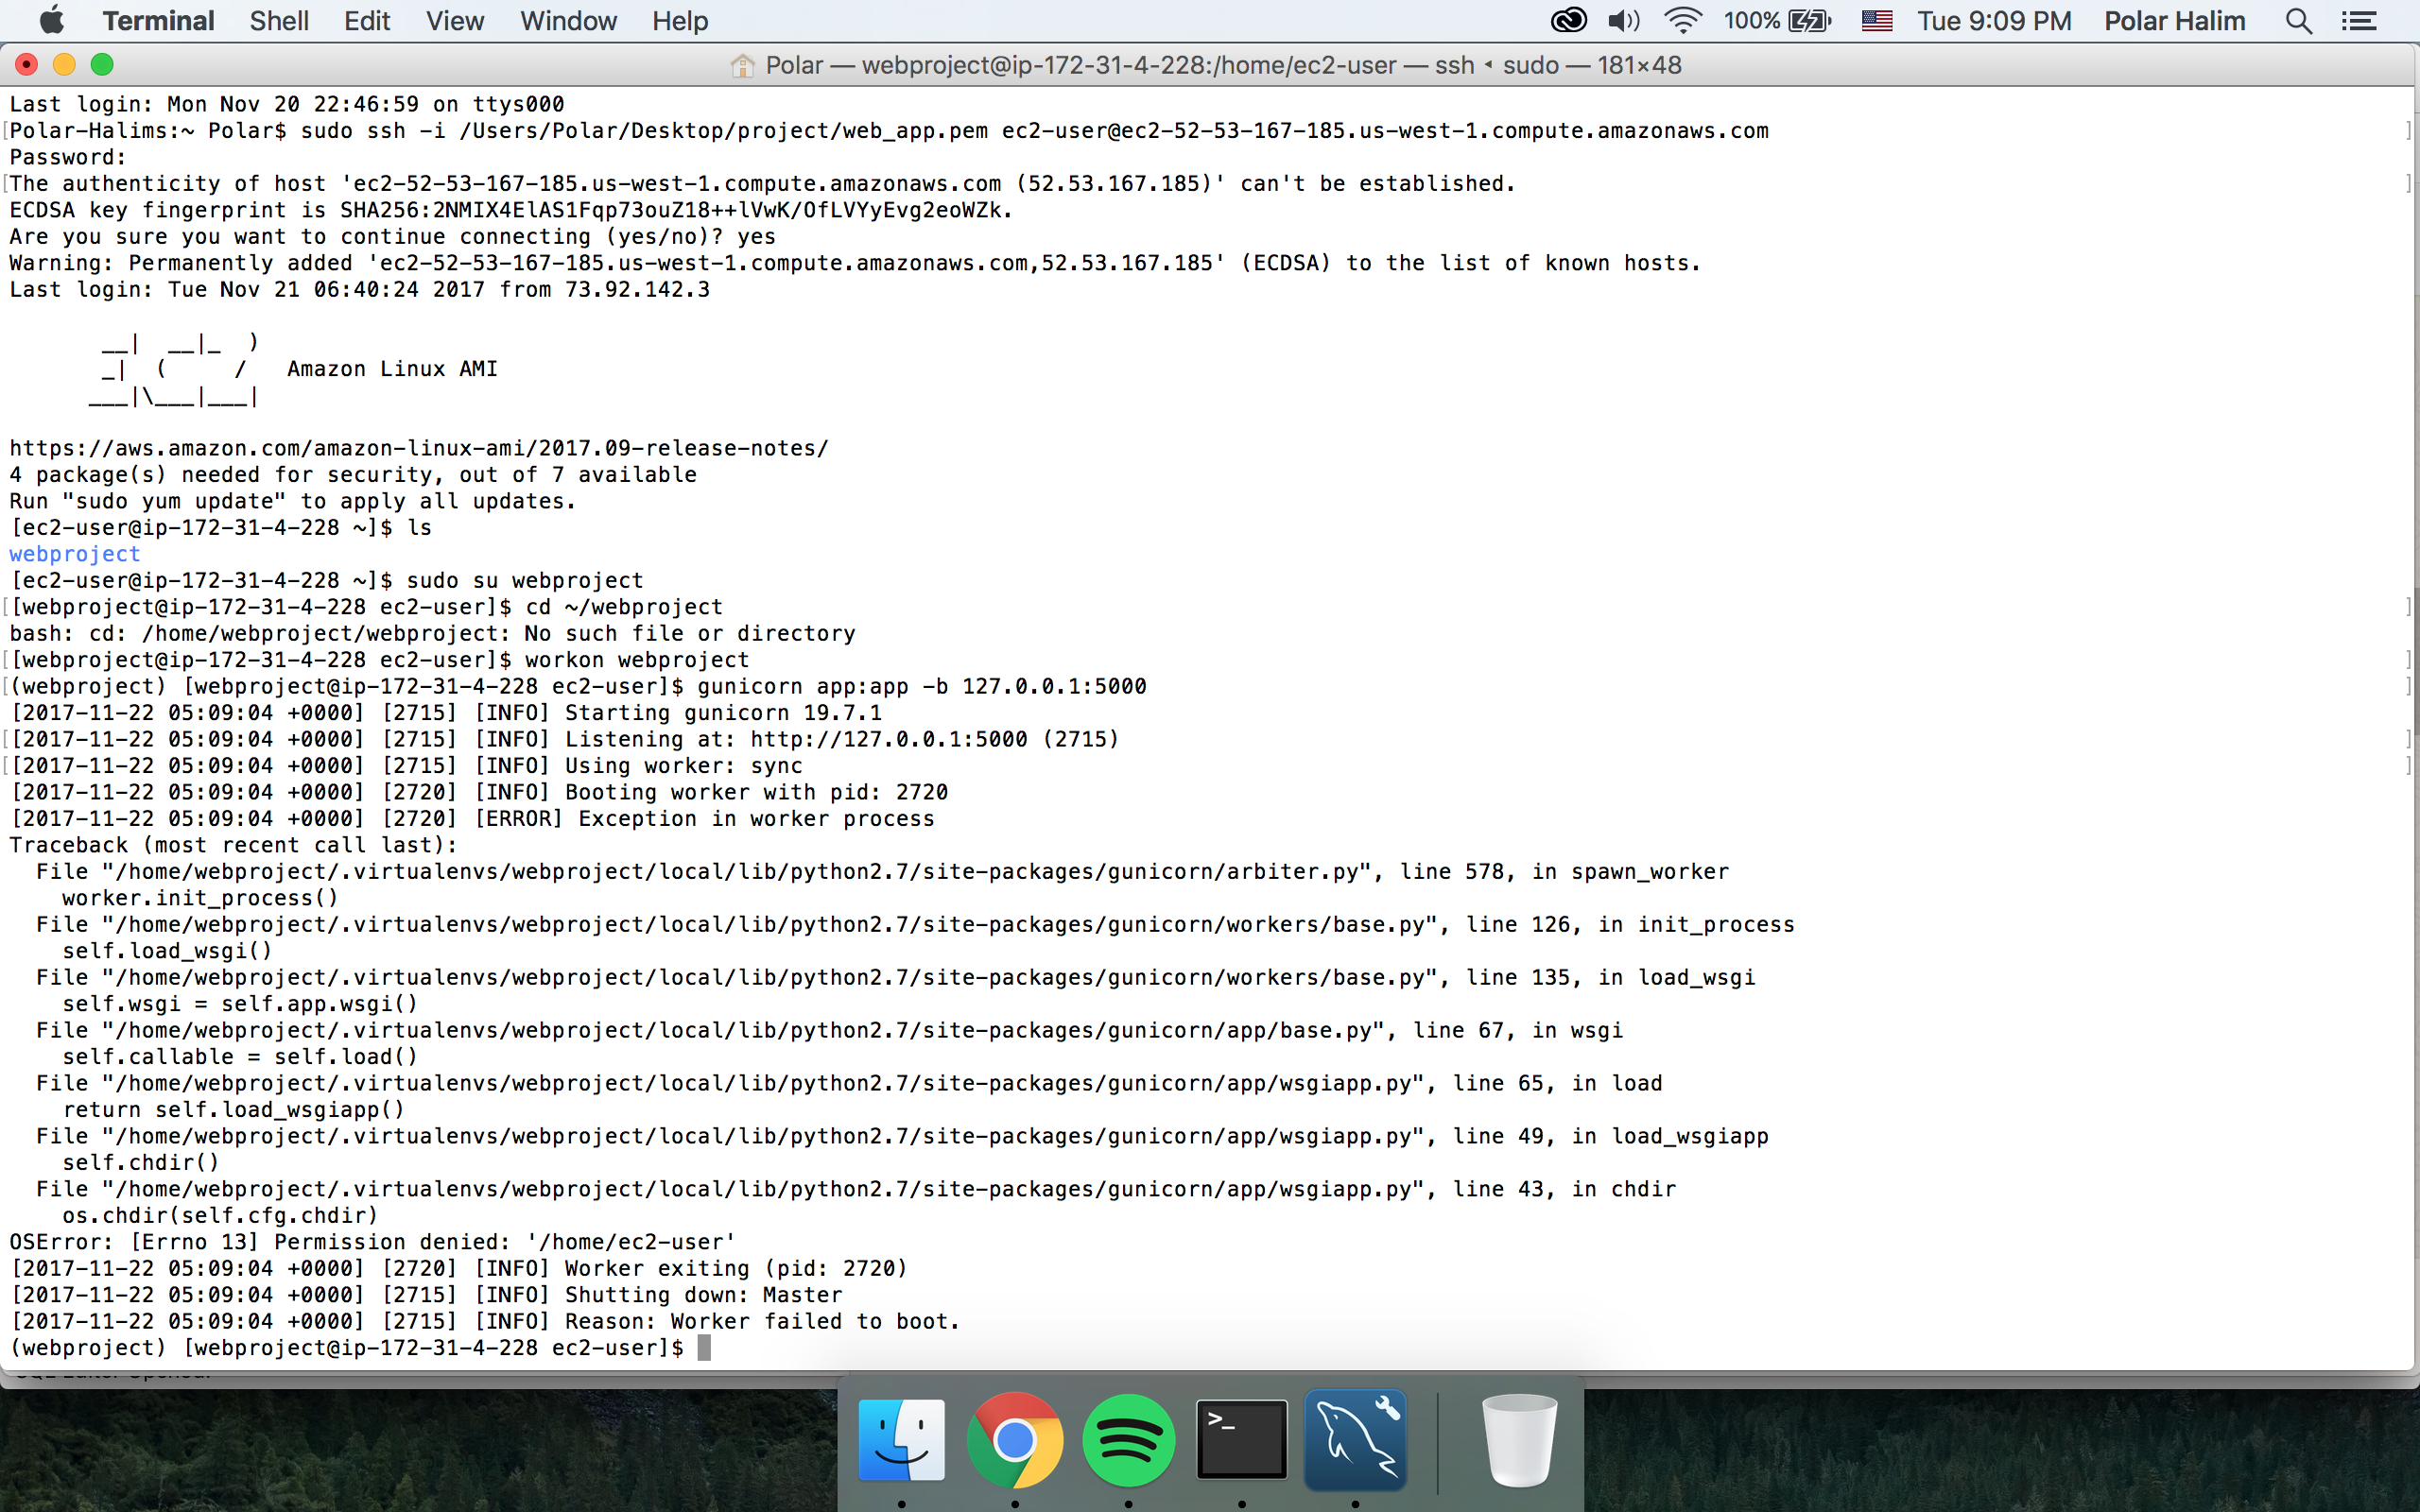 Terminal Shell Edit View Window Help 100% Tue 9:09 PM Polar Halim
Polar — webproject@ip-172-31-4-228:/home/ec2-user — ssh ◂ sudo — 181×48
Last login: Mon Nov 20 22:46:59 on ttys000
[Polar-Halims:~ Polar$ sudo ssh -i /Users/Polar/Desktop/project/web_app.pem ec2-user@ec2-52-53-167-185.us-west-1.compute.amazonaws.com ]
Password:
[The authenticity of host 'ec2-52-53-167-185.us-west-1.compute.amazonaws.com (52.53.167.185)' can't be established. ]
ECDSA key fingerprint is SHA256:2NMIX4ElAS1Fqp73ouZ18++lVwK/OfLVYyEvg2eoWZk.
Are you sure you want to continue connecting (yes/no)? yes
Warning: Permanently added 'ec2-52-53-167-185.us-west-1.compute.amazonaws.com,52.53.167.185' (ECDSA) to the list of known hosts.
Last login: Tue Nov 21 06:40:24 2017 from 73.92.142.3
       __|  __|_  )
       _|  (     /   Amazon Linux AMI
      ___|\___|___|
https://aws.amazon.com/amazon-linux-ami/2017.09-release-notes/
4 package(s) needed for security, out of 7 available
Run "sudo yum update" to apply all updates.
[ec2-user@ip-172-31-4-228 ~]$ ls
webproject
[ec2-user@ip-172-31-4-228 ~]$ sudo su webproject
[[webproject@ip-172-31-4-228 ec2-user]$ cd ~/webproject ]
bash: cd: /home/webproject/webproject: No such file or directory
[[webproject@ip-172-31-4-228 ec2-user]$ workon webproject ]
[(webproject) [webproject@ip-172-31-4-228 ec2-user]$ gunicorn app:app -b 127.0.0.1:5000 ]
[2017-11-22 05:09:04 +0000] [2715] [INFO] Starting gunicorn 19.7.1
[[2017-11-22 05:09:04 +0000] [2715] [INFO] Listening at: http://127.0.0.1:5000 (2715) ]
[[2017-11-22 05:09:04 +0000] [2715] [INFO] Using worker: sync ]
[2017-11-22 05:09:04 +0000] [2720] [INFO] Booting worker with pid: 2720
[2017-11-22 05:09:04 +0000] [2720] [ERROR] Exception in worker process
Traceback (most recent call last):
  File "/home/webproject/.virtualenvs/webproject/local/lib/python2.7/site-packages/gunicorn/arbiter.py", line 578, in spawn_worker
    worker.init_process()
  File "/home/webproject/.virtualenvs/webproject/local/lib/python2.7/site-packages/gunicorn/workers/base.py", line 126, in init_process
    self.load_wsgi()
  File "/home/webproject/.virtualenvs/webproject/local/lib/python2.7/site-packages/gunicorn/workers/base.py", line 135, in load_wsgi
    self.wsgi = self.app.wsgi()
  File "/home/webproject/.virtualenvs/webproject/local/lib/python2.7/site-packages/gunicorn/app/base.py", line 67, in wsgi
    self.callable = self.load()
  File "/home/webproject/.virtualenvs/webproject/local/lib/python2.7/site-packages/gunicorn/app/wsgiapp.py", line 65, in load
    return self.load_wsgiapp()
  File "/home/webproject/.virtualenvs/webproject/local/lib/python2.7/site-packages/gunicorn/app/wsgiapp.py", line 49, in load_wsgiapp
    self.chdir()
  File "/home/webproject/.virtualenvs/webproject/local/lib/python2.7/site-packages/gunicorn/app/wsgiapp.py", line 43, in chdir
    os.chdir(self.cfg.chdir)
OSError: [Errno 13] Permission denied: '/home/ec2-user'
[2017-11-22 05:09:04 +0000] [2720] [INFO] Worker exiting (pid: 2720)
[2017-11-22 05:09:04 +0000] [2715] [INFO] Shutting down: Master
[2017-11-22 05:09:04 +0000] [2715] [INFO] Reason: Worker failed to boot.
(webproject) [webproject@ip-172-31-4-228 ec2-user]$
>_